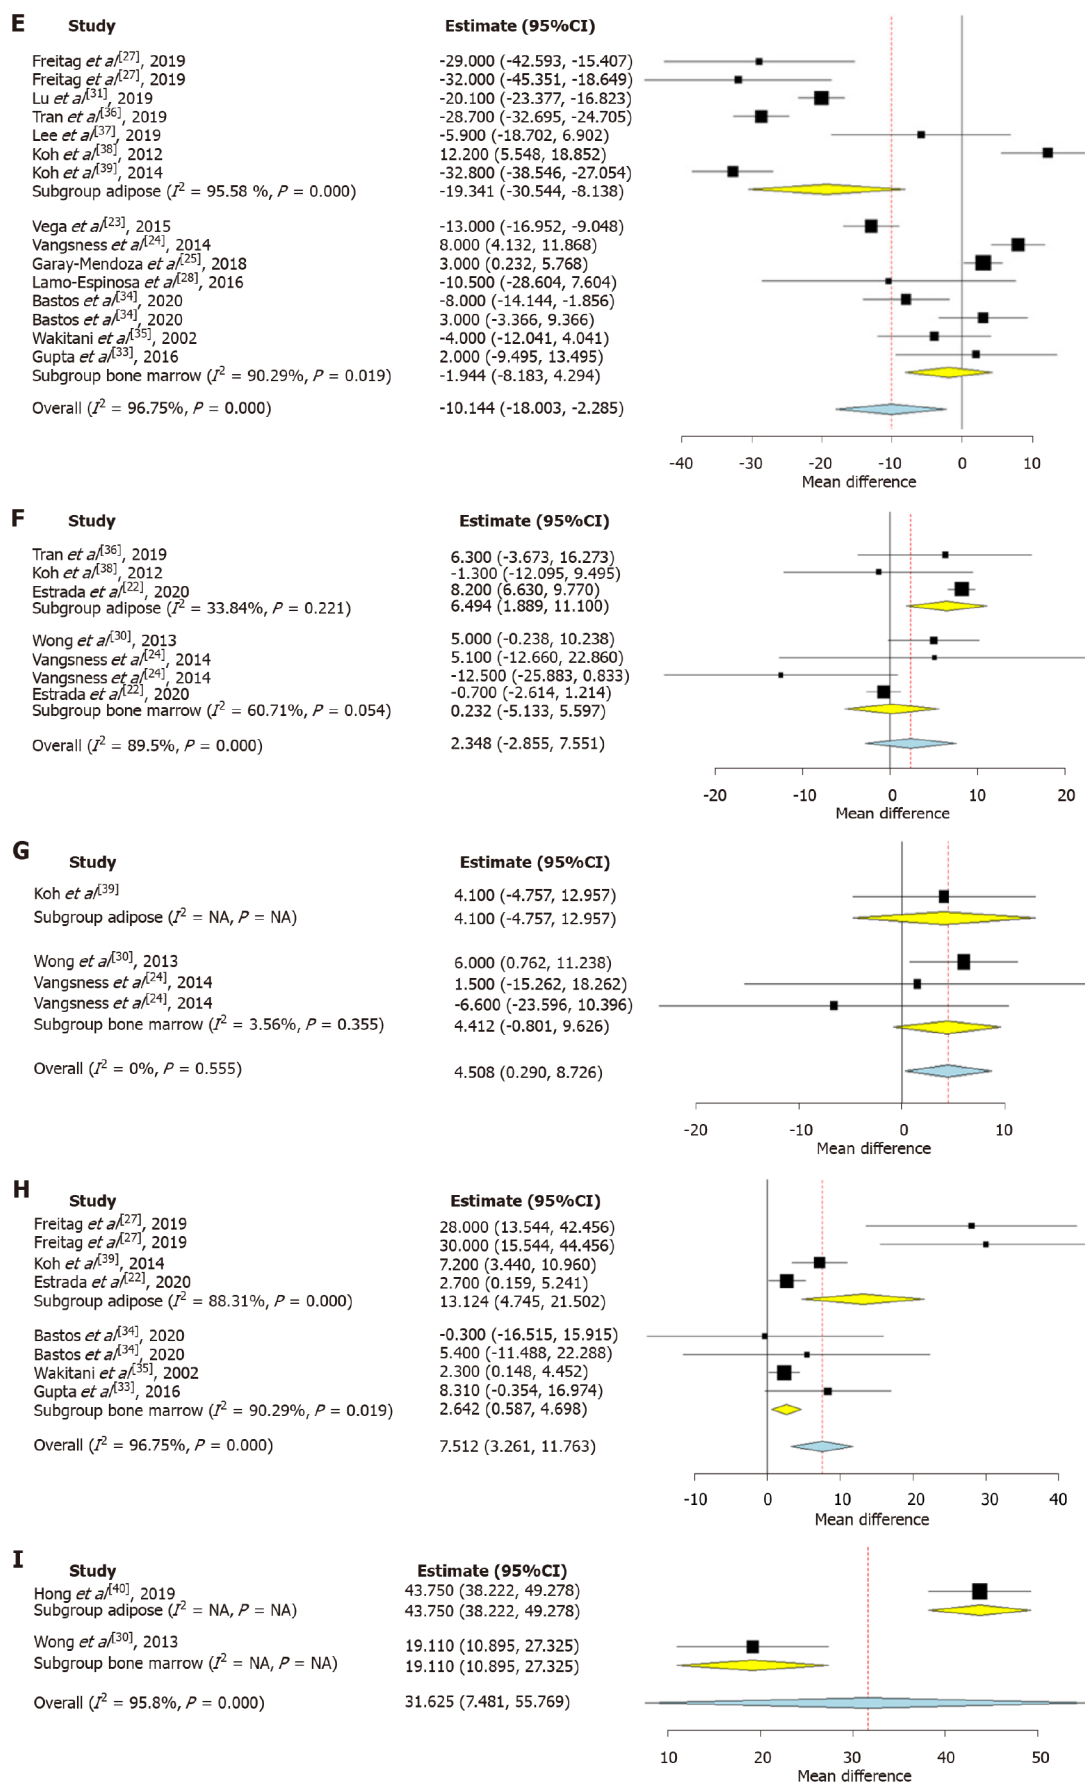 E
Study Estimate (95%CI)
Freitag et al[27], 2019 -29.000 (-42.593, -15.407)
Freitag et al[27], 2019 -32.000 (-45.351, -18.649)
Lu et al[31], 2019 -20.100 (-23.377, -16.823)
Tran et al[36], 2019 -28.700 (-32.695, -24.705)
Lee et al[37], 2019 -5.900 (-18.702, 6.902)
Koh et al[38], 2012 12.200 (5.548, 18.852)
Koh et al[39], 2014 -32.800 (-38.546, -27.054)
Subgroup adipose (I2 = 95.58 %, P = 0.000) -19.341 (-30.544, -8.138)
Vega et al[23], 2015 -13.000 (-16.952, -9.048)
Vangsness et al[24], 2014 8.000 (4.132, 11.868)
Garay-Mendoza et al[25], 2018 3.000 (0.232, 5.768)
Lamo-Espinosa et al[28], 2016 -10.500 (-28.604, 7.604)
Bastos et al[34], 2020 -8.000 (-14.144, -1.856)
Bastos et al[34], 2020 3.000 (-3.366, 9.366)
Wakitani et al[35], 2002 -4.000 (-12.041, 4.041)
Gupta et al[33], 2016 2.000 (-9.495, 13.495)
Subgroup bone marrow (I2 = 90.29%, P = 0.019) -1.944 (-8.183, 4.294)
Overall (I2 = 96.75%, P = 0.000) -10.144 (-18.003, -2.285)
-40 -30 -20 -10 0 10
Mean difference
F
Study Estimate (95%CI)
Tran et al[36], 2019 6.300 (-3.673, 16.273)
Koh et al[38], 2012 -1.300 (-12.095, 9.495)
Estrada et al[22], 2020 8.200 (6.630, 9.770)
Subgroup adipose (I2 = 33.84%, P = 0.221) 6.494 (1.889, 11.100)
Wong et al[30], 2013 5.000 (-0.238, 10.238)
Vangsness et al[24], 2014 5.100 (-12.660, 22.860)
Vangsness et al[24], 2014 -12.500 (-25.883, 0.833)
Estrada et al[22], 2020 -0.700 (-2.614, 1.214)
Subgroup bone marrow (I2 = 60.71%, P = 0.054) 0.232 (-5.133, 5.597)
Overall (I2 = 89.5%, P = 0.000) 2.348 (-2.855, 7.551)
-20 -10 0 10 20
Mean difference
G
Study Estimate (95%CI)
Koh et al[39] 4.100 (-4.757, 12.957)
Subgroup adipose (I2 = NA, P = NA) 4.100 (-4.757, 12.957)
Wong et al[30], 2013 6.000 (0.762, 11.238)
Vangsness et al[24], 2014 1.500 (-15.262, 18.262)
Vangsness et al[24], 2014 -6.600 (-23.596, 10.396)
Subgroup bone marrow (I2 = 3.56%, P = 0.355) 4.412 (-0.801, 9.626)
Overall (I2 = 0%, P = 0.555) 4.508 (0.290, 8.726)
-20 -10 0 10
Mean difference
H
Study Estimate (95%CI)
Freitag et al[27], 2019 28.000 (13.544, 42.456)
Freitag et al[27], 2019 30.000 (15.544, 44.456)
Koh et al[39], 2014 7.200 (3.440, 10.960)
Estrada et al[22], 2020 2.700 (0.159, 5.241)
Subgroup adipose (I2 = 88.31%, P = 0.000) 13.124 (4.745, 21.502)
Bastos et al[34], 2020 -0.300 (-16.515, 15.915)
Bastos et al[34], 2020 5.400 (-11.488, 22.288)
Wakitani et al[35], 2002 2.300 (0.148, 4.452)
Gupta et al[33], 2016 8.310 (-0.354, 16.974)
Subgroup bone marrow (I2 = 90.29%, P = 0.019) 2.642 (0.587, 4.698)
Overall (I2 = 96.75%, P = 0.000) 7.512 (3.261, 11.763)
-10 0 10 20 30 40
Mean difference
I
Study Estimate (95%CI)
Hong et al[40], 2019 43.750 (38.222, 49.278)
Subgroup adipose (I2 = NA, P = NA) 43.750 (38.222, 49.278)
Wong et al[30], 2013 19.110 (10.895, 27.325)
Subgroup bone marrow (I2 = NA, P = NA) 19.110 (10.895, 27.325)
Overall (I2 = 95.8%, P = 0.000) 31.625 (7.481, 55.769)
10 20 30 40 50
Mean difference